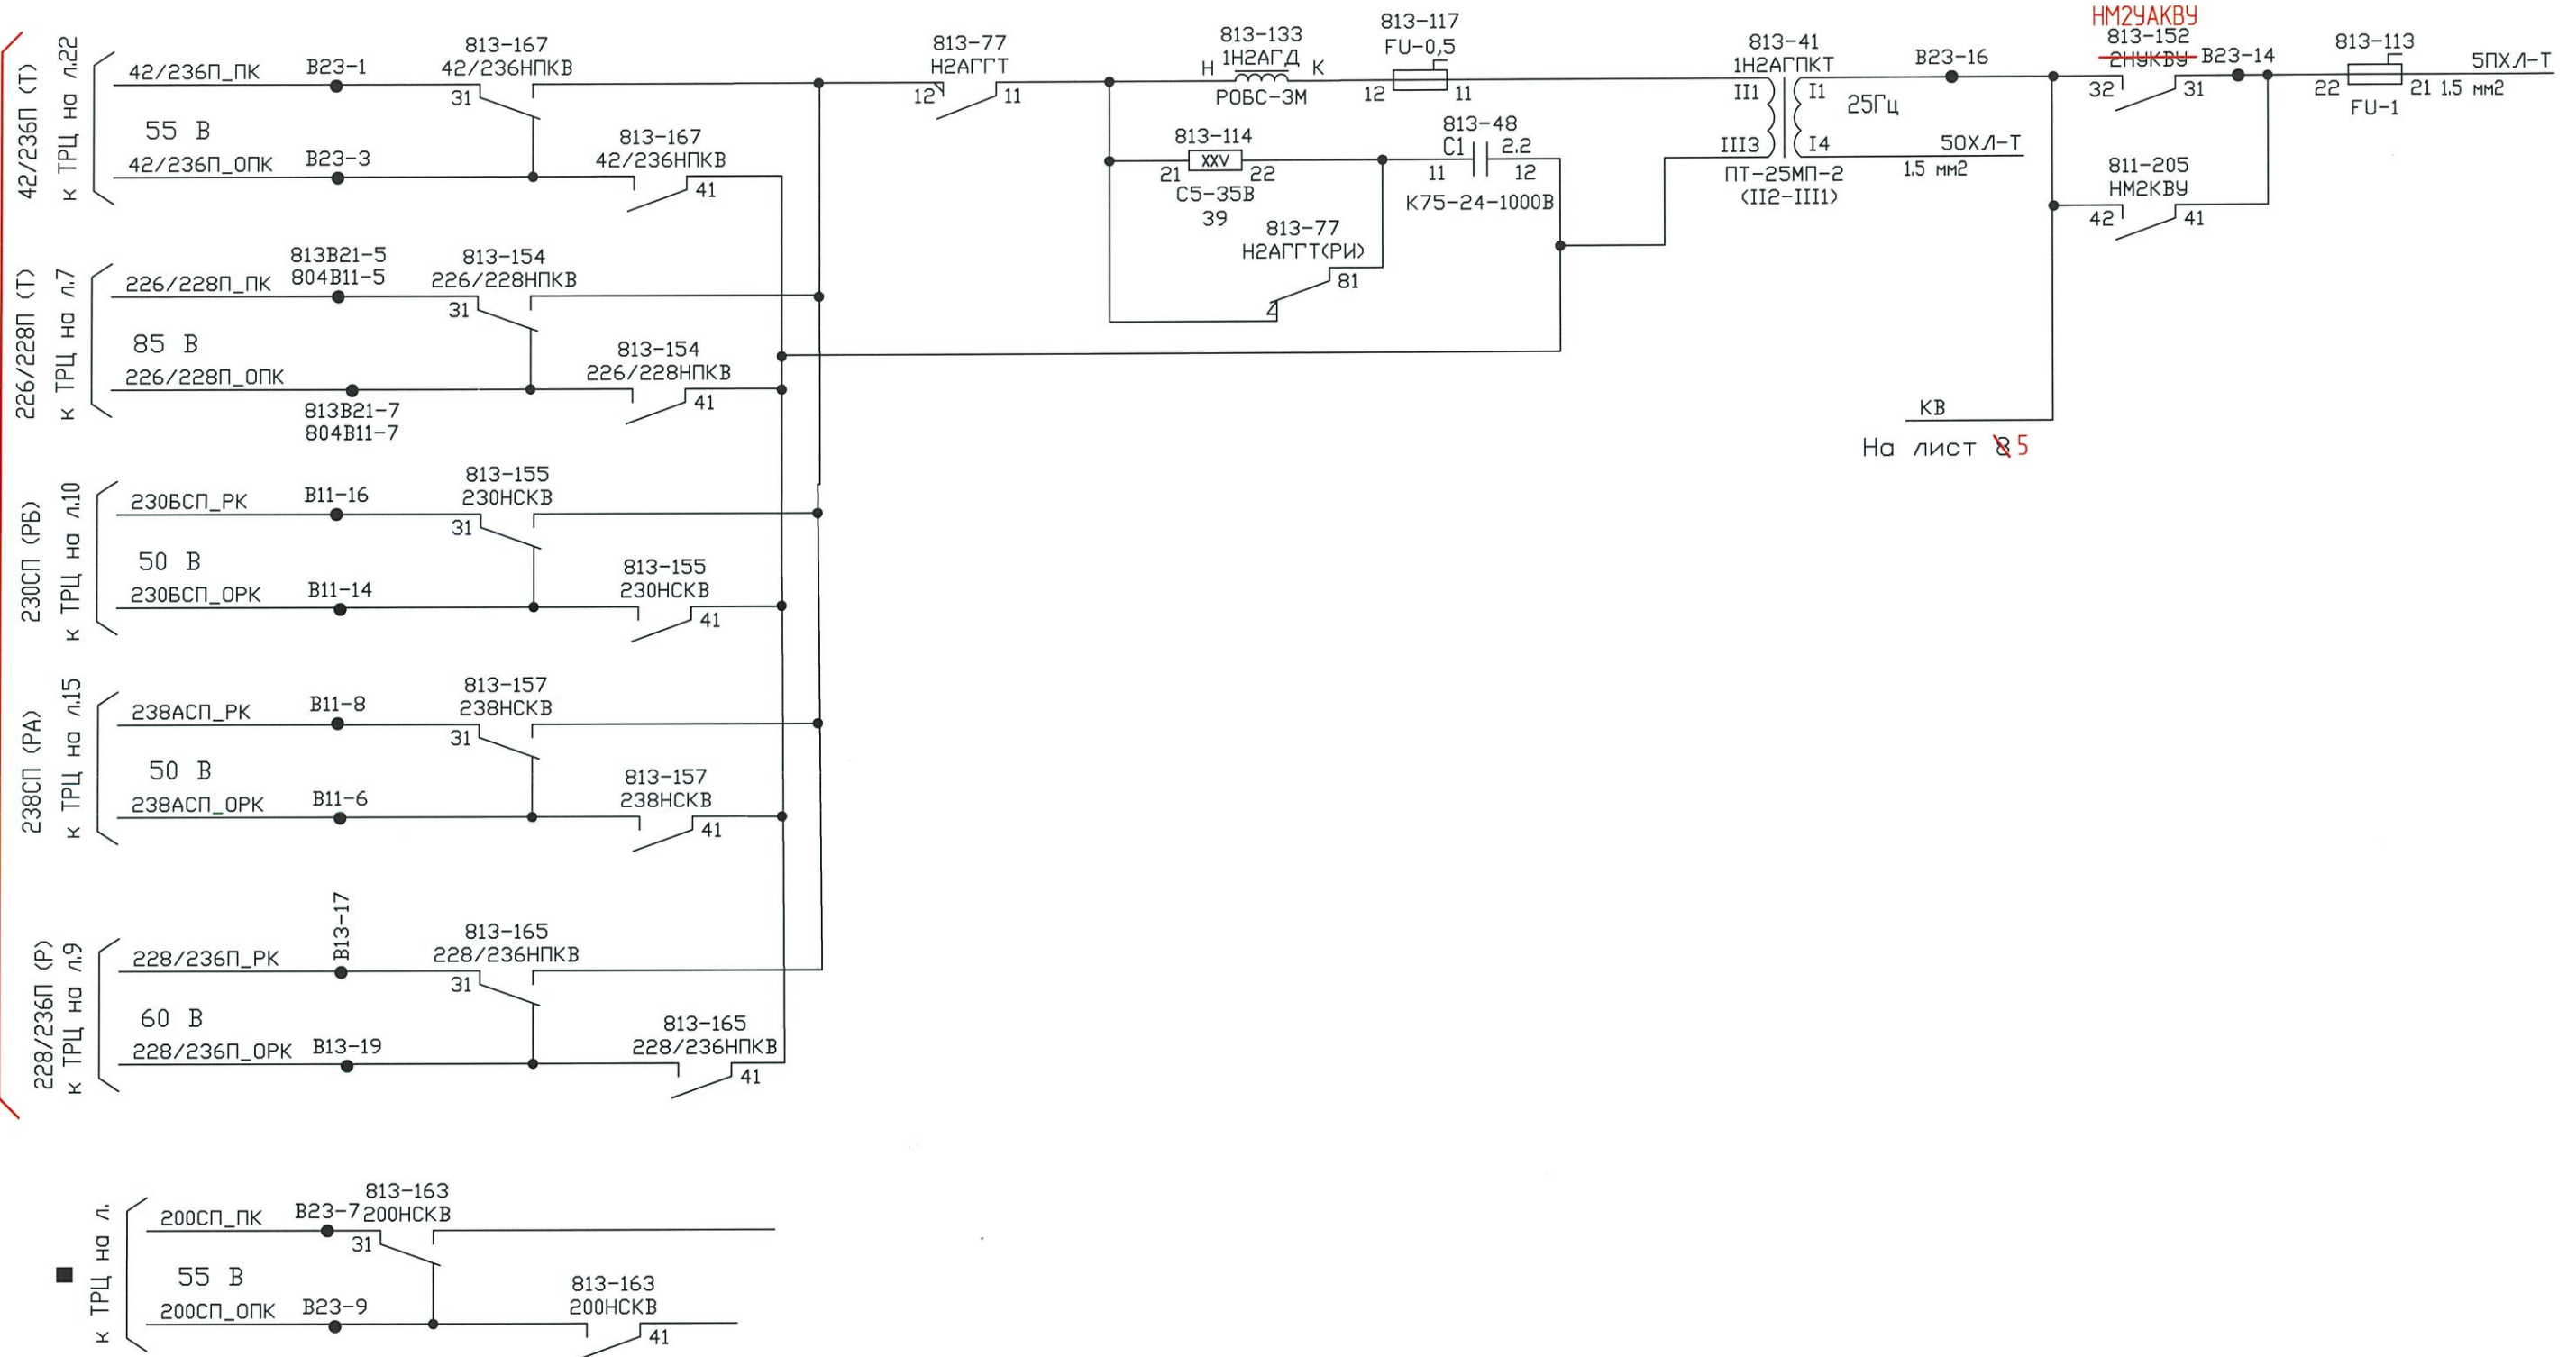 42/236П (Т)
к ТРЦ на л.22
42/236П_ПК
В23-1
813-167
42/236НПКВ
31
55 В
42/236П_ОПК
В23-3
813-167
42/236НПКВ
41
226/228П (Т)
к ТРЦ на л.7
226/228П_ПК
813В21-5
804В11-5
813-154
226/228НПКВ
31
85 В
226/228П_ОПК
813В21-7
804В11-7
813-154
226/228НПКВ
41
230СП (РБ)
к ТРЦ на л.10
230БСП_РК
В11-16
813-155
230НСКВ
31
50 В
230БСП_ОРК
В11-14
813-155
230НСКВ
41
238СП (РА)
к ТРЦ на л.15
238АСП_РК
В11-8
813-157
238НСКВ
31
50 В
238АСП_ОРК
В11-6
813-157
238НСКВ
41
228/236П (Р)
к ТРЦ на л.9
228/236П_РК
В13-17
813-165
228/236НПКВ
31
60 В
228/236П_ОРК
В13-19
813-165
228/236НПКВ
41
к ТРЦ на л.
200СП_ПК
В23-7
813-163
200НСКВ
31
55 В
200СП_ОПК
В23-9
813-163
200НСКВ
41
813-77
Н2АГГТ
12 11
813-133
1Н2АГД
Н К
РОБС-3М
813-117
FU-0,5
12 11
813-114
XXV
21 22
С5-35В
39
813-48
С1 2.2
11 12
К75-24-1000В
813-77
Н2АГГТ(РИ)
81
813-41
1Н2АГПКТ
II1 I1
25Гц
III3 I4
ПТ-25МП-2
(II2-III1)
В23-16
50ХЛ-Т
1.5 мм2
НМ2УАКВУ
813-152
2НУКВУ
32 31
В23-14
811-205
НМ2КВУ
42 41
813-113
22 21
FU-1
5ПХЛ-Т
1.5 мм2
КВ
На лист 8 5